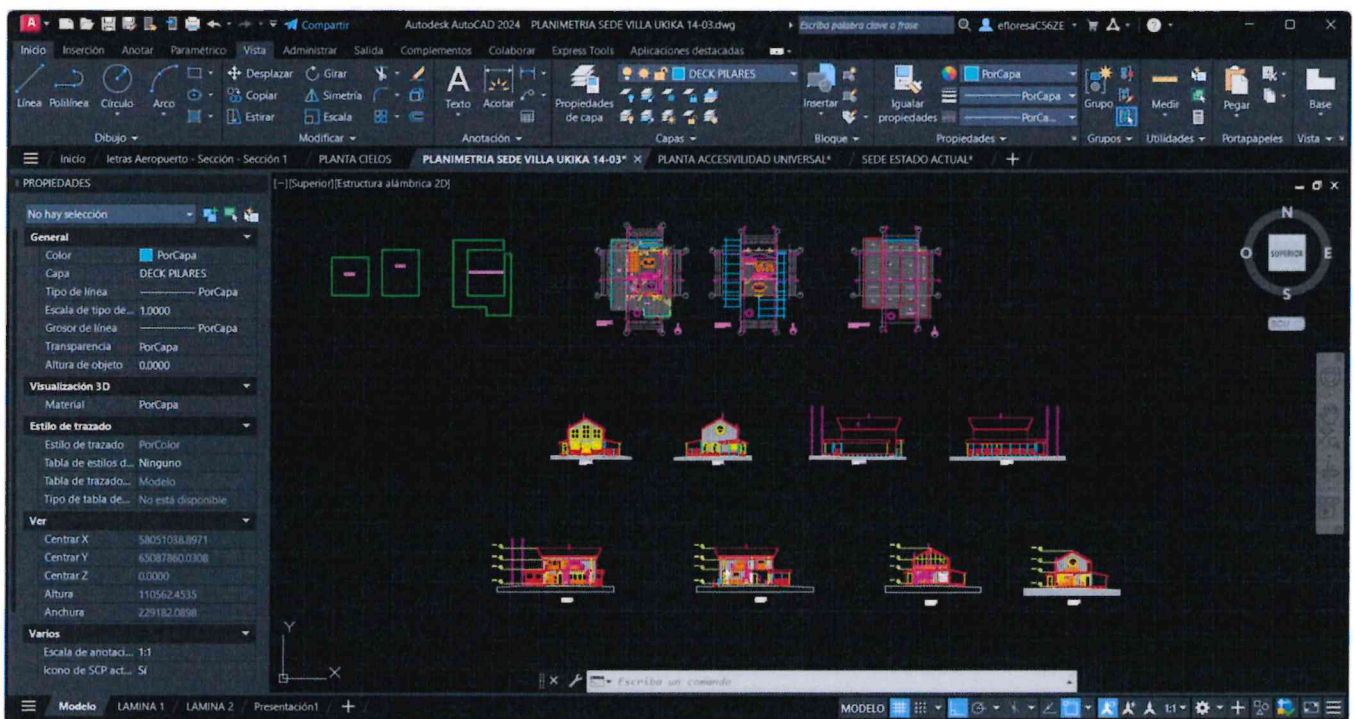 Compartir
Autodesk AutoCAD 2024 PLANIMETRIA SEDE VILLA UKIKA 14-03.dwg
Escriba palabra clave o frase
efloresaC56ZE
Inicio Inserción Anotar Paramétrico Vista Administrar Salida Complementos Colaborar Express Tools Aplicaciones destacadas
Línea Polilínea Círculo Arco
Desplazar Girar
Copiar Simetría
Estirar Escala
Texto Acotar
Propiedades de capa
DECK PILARES
Insertar
Igualar propiedades
PorCapa
PorCapa
PorCa...
Grupo Medir Pegar Base
Dibujo Modificar Anotación Capas Bloque Propiedades Grupos Utilidades Portapapeles Vista
Inicio letras Aeropuerto - Sección - Sección 1 PLANTA CIELOS PLANIMETRIA SEDE VILLA UKIKA 14-03* PLANTA ACCESIVILIDAD UNIVERSAL* SEDE ESTADO ACTUAL*
PROPIEDADES
[−][Superior][Estructura alámbrica 2D]
No hay selección
General
Color PorCapa
Capa DECK PILARES
Tipo de línea PorCapa
Escala de tipo de... 1.0000
Grosor de línea PorCapa
Transparencia PorCapa
Altura de objeto 0.0000
Visualización 3D
Material PorCapa
Estilo de trazado
Estilo de trazado PorColor
Tabla de estilos d... Ninguno
Tabla de trazado... Modelo
Tipo de tabla de... No está disponible
Ver
Centrar X 58051038.8971
Centrar Y 65087860.0308
Centrar Z 0.0000
Altura 110562.4535
Anchura 229182.0898
Varios
Escala de anotaci... 1:1
Icono de SCP act... Sí
N
O SUPERIOR E
S
SCU
Y
X
Escriba un comando
Modelo LAMINA 1 LAMINA 2 Presentación1
MODELO 1:1